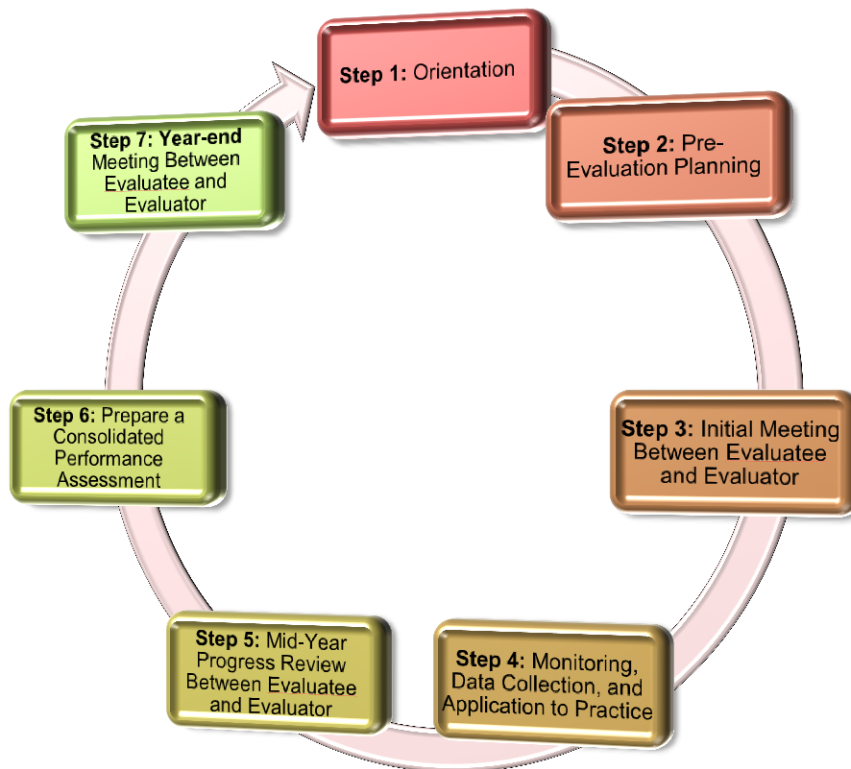 Step 1: Orientation
Step 2: Pre-
Evaluation Planning
Step 3: Initial Meeting
Between Evaluatee
and Evaluator
Step 4: Monitoring,
Data Collection, and
Application to Practice
Step 5: Mid-Year
Progress Review
Between Evaluatee
and Evaluator
Step 6: Prepare a
Consolidated
Performance
Assessment
Step 7: Year-end
Meeting Between
Evaluatee and
Evaluator